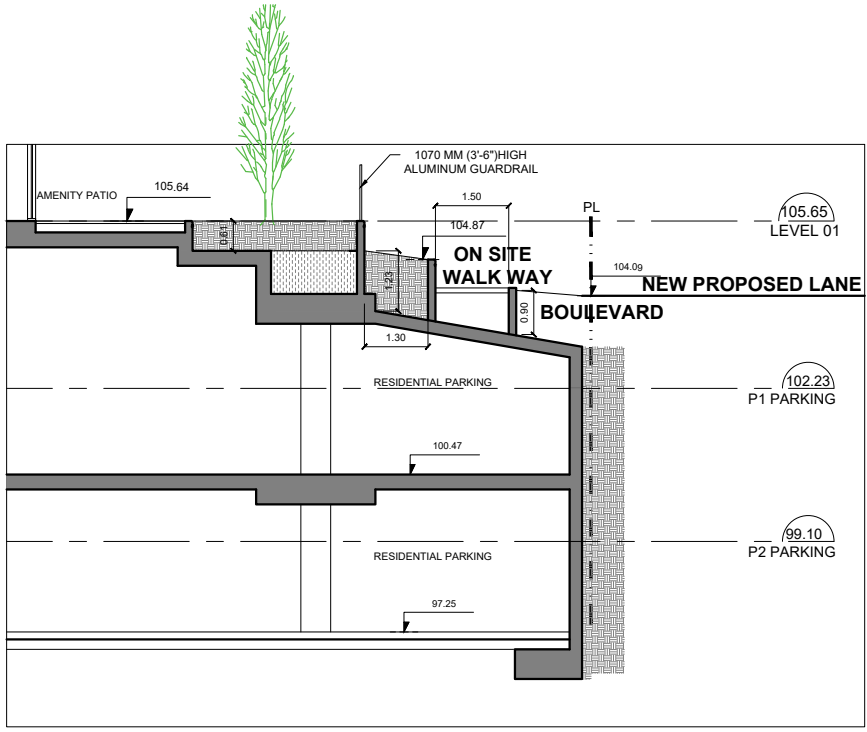 1070 MM (3'-6")HIGH
ALUMINUM GUARDRAIL
AMENITY PATIO
105.64
1.50
PL
105.65
LEVEL 01
0.61
104.87
ON SITE
WALK WAY
104.09
NEW PROPOSED LANE
1.23
0.90
BOULEVARD
1.30
RESIDENTIAL PARKING
102.23
P1 PARKING
100.47
99.10
P2 PARKING
RESIDENTIAL PARKING
97.25